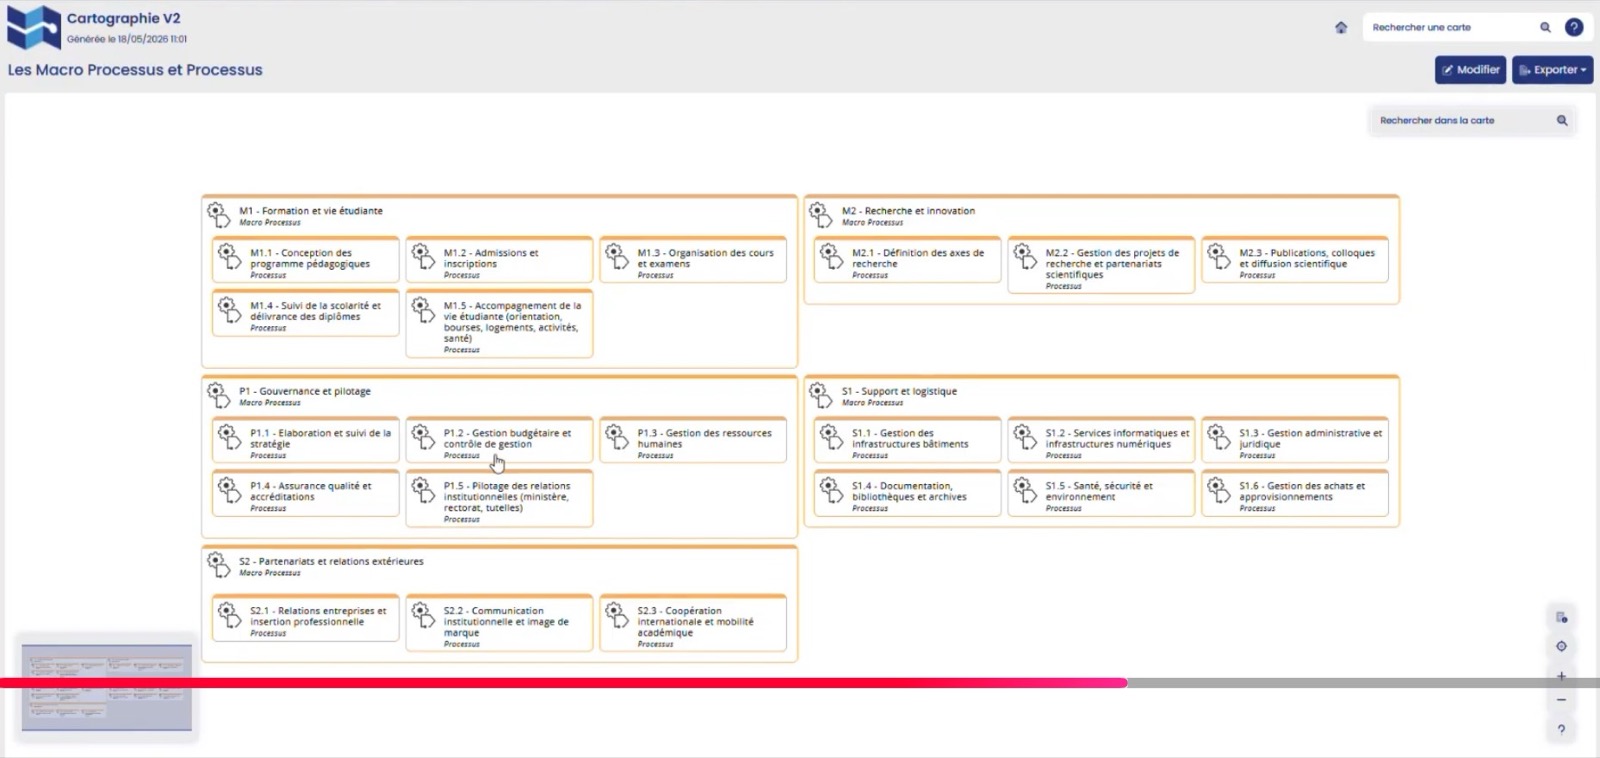 Cartographie V2
Générée le 18/05/2026 11:01
Rechercher une carte
?
Les Macro Processus et Processus
Modifier
Exporter
Rechercher dans la carte
M1 - Formation et vie étudiante
Macro Processus
M1.1 - Conception des
programme pédagogiques
Processus
M1.2 - Admissions et
inscriptions
Processus
M1.3 - Organisation des cours
et examens
Processus
M1.4 - Suivi de la scolarité et
délivrance des diplômes
Processus
M1.5 - Accompagnement de la
vie étudiante (orientation,
bourses, logements, activités,
santé)
Processus
M2 - Recherche et innovation
Macro Processus
M2.1 - Définition des axes de
recherche
Processus
M2.2 - Gestion des projets de
recherche et partenariats
scientifiques
Processus
M2.3 - Publications, colloques
et diffusion scientifique
Processus
P1 - Gouvernance et pilotage
Macro Processus
P1.1 - Elaboration et suivi de la
stratégie
Processus
P1.2 - Gestion budgétaire et
contrôle de gestion
Processus
P1.3 - Gestion des ressources
humaines
Processus
P1.4 - Assurance qualité et
accréditations
Processus
P1.5 - Pilotage des relations
institutionnelles (ministère,
rectorat, tutelles)
Processus
S1 - Support et logistique
Macro Processus
S1.1 - Gestion des
infrastructures bâtiments
Processus
S1.2 - Services informatiques et
infrastructures numériques
Processus
S1.3 - Gestion administrative et
juridique
Processus
S1.4 - Documentation,
bibliothèques et archives
Processus
S1.5 - Santé, sécurité et
environnement
Processus
S1.6 - Gestion des achats et
approvisionnements
Processus
S2 - Partenariats et relations extérieures
Macro Processus
S2.1 - Relations entreprises et
insertion professionnelle
Processus
S2.2 - Communication
institutionnelle et image de
marque
Processus
S2.3 - Coopération
internationale et mobilité
académique
Processus
+
−
?